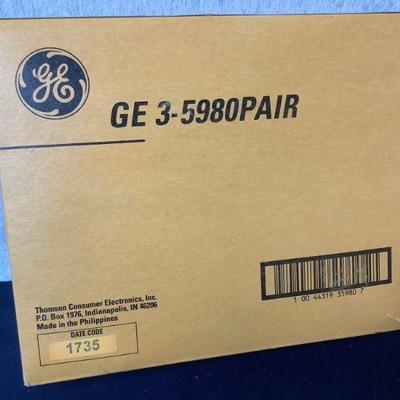 GE
GE 3-5980PAIR
1 00 44319 35980 7
Thomson Consumer Electronics, Inc.
P.O. Box 1976, Indianapolis, IN 46206
Made in the Philippines
DATE CODE
1735